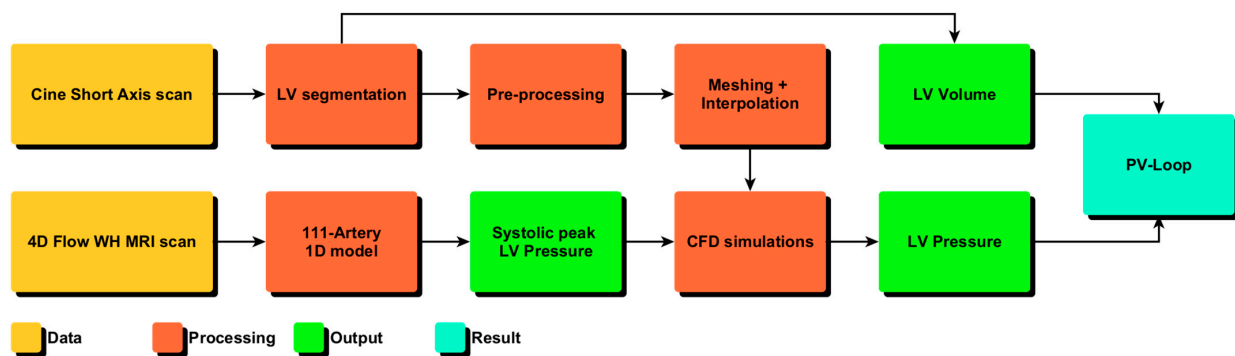 Cine Short Axis scan
LV segmentation
Pre-processing
Meshing +
Interpolation
LV Volume
PV-Loop
4D Flow WH MRI scan
111-Artery
1D model
Systolic peak
LV Pressure
CFD simulations
LV Pressure
Data
Processing
Output
Result